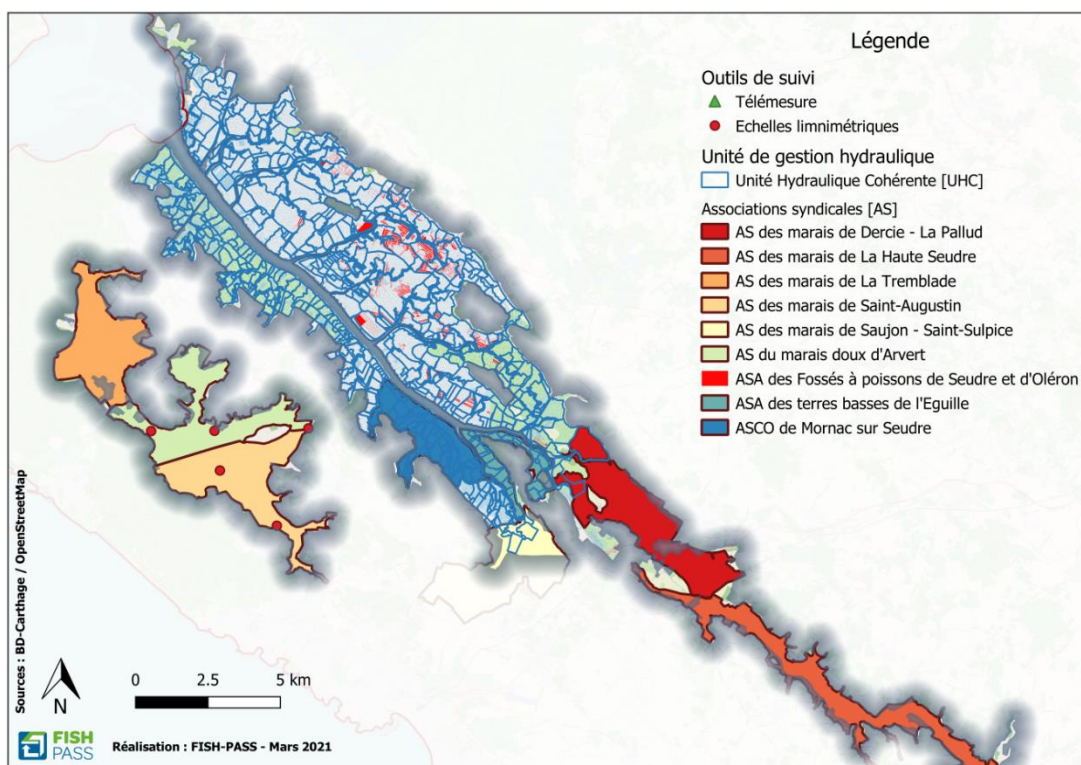 Légende
Outils de suivi
Télémesure
Echelles limnimétriques
Unité de gestion hydraulique
Unité Hydraulique Cohérente [UHC]
Associations syndicales [AS]
AS des marais de Dercie - La Pallud
AS des marais de La Haute Seudre
AS des marais de La Tremblade
AS des marais de Saint-Augustin
AS des marais de Saujon - Saint-Sulpice
AS du marais doux d'Arvert
ASA des Fossés à poissons de Seudre et d'Oléron
ASA des terres basses de l'Eguille
ASCO de Mornac sur Seudre
Sources : BD-Carthage / OpenStreetMap
N
0 2.5 5 km
FISH
PASS
Réalisation : FISH-PASS - Mars 2021